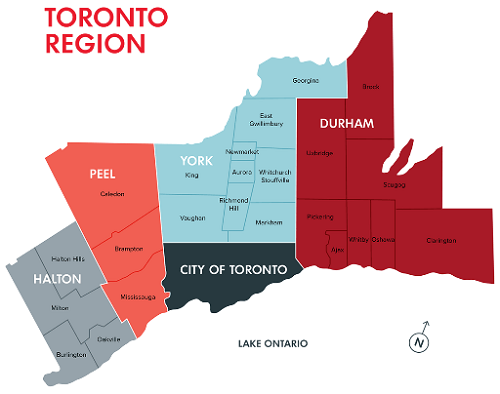 TORONTO
REGION
Georgina
Brock
East
Gwillimbury
DURHAM
Newmarket
Uxbridge
YORK
PEEL
King
Aurora
Whitchurch
Stouffville
Scugog
Caledon
Richmond
Hill
Vaughan
Markham
Pickering
Whitby
Oshawa
Clarington
Ajax
Brampton
Halton Hills
CITY OF TORONTO
HALTON
Mississauga
Milton
Oakville
LAKE ONTARIO
N
Burlington